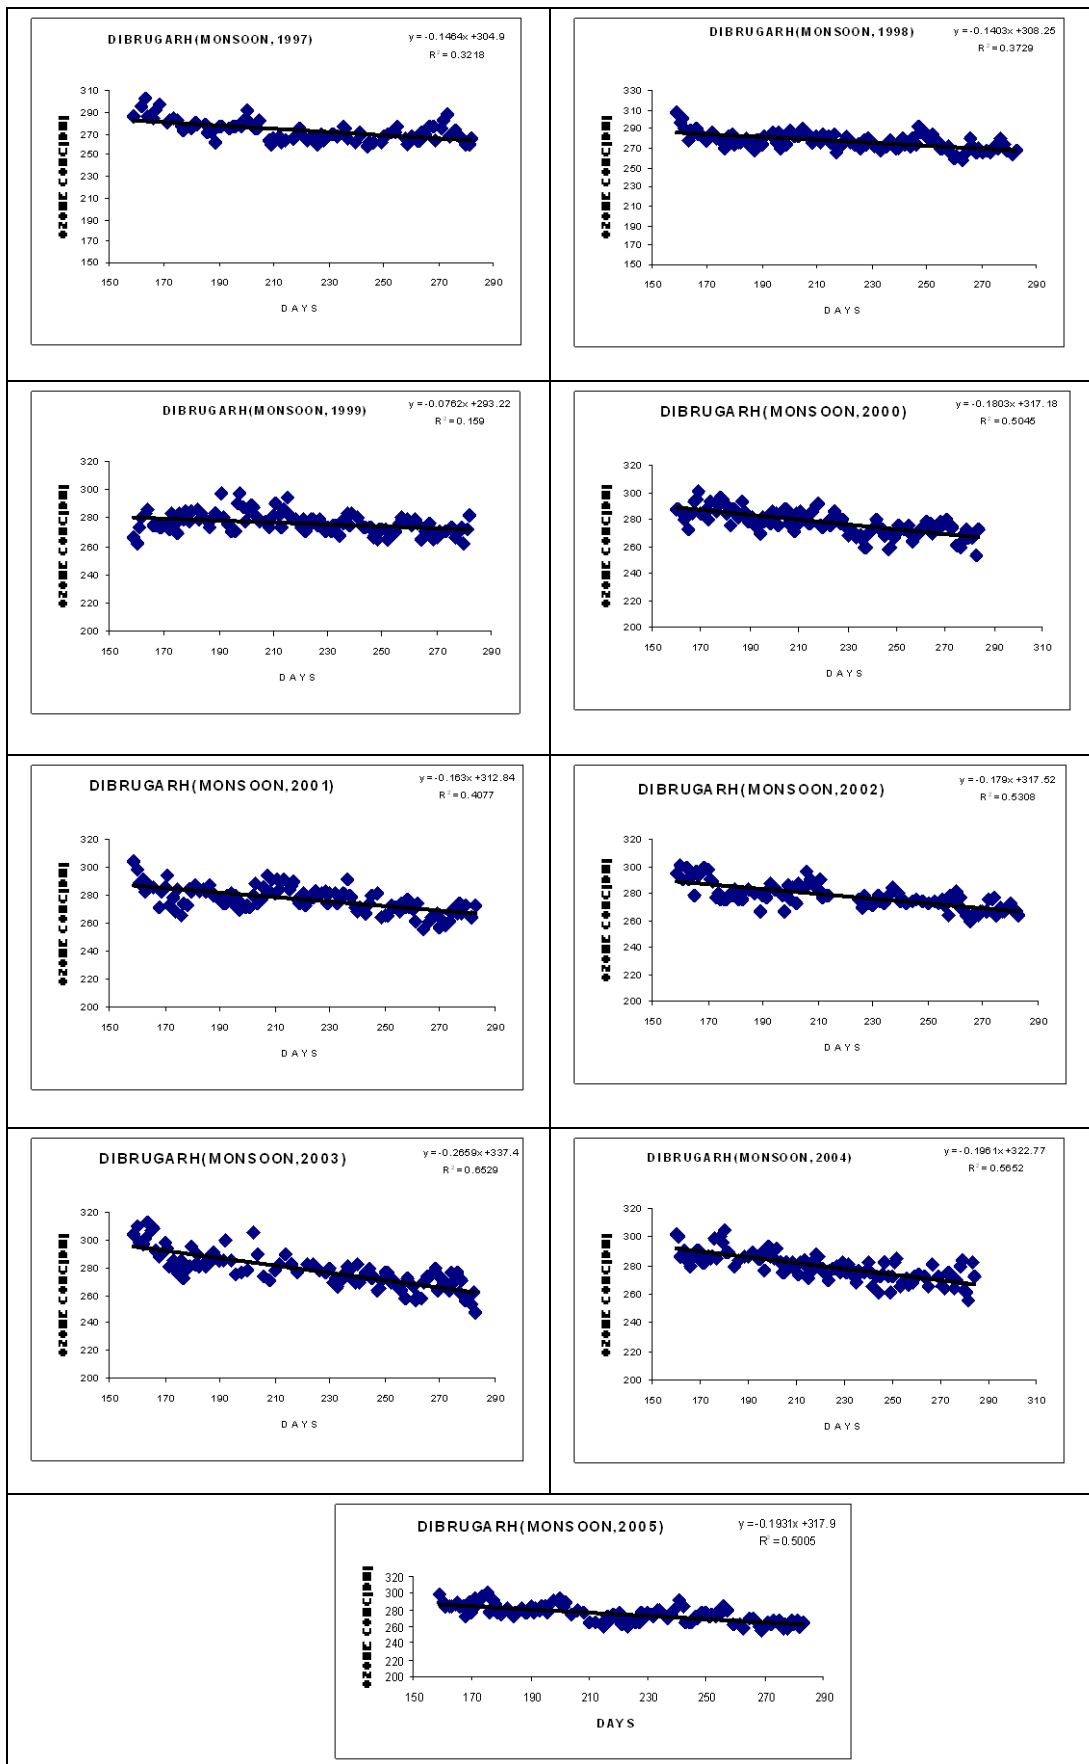 DIBRUGARH(MONSOON,1997)
y = -0.1464x + 304.9
R² = 0.3218
310
290
270
250
230
210
190
170
150
150 170 190 210 230 250 270 290
DAYS
DIBRUGARH(MONSOON,1998)
y = -0.1403x + 308.25
R² = 0.3729
330
310
290
270
250
230
210
190
170
150
150 170 190 210 230 250 270 290
DAYS
DIBRUGARH(MONSOON,1999)
y = -0.0762x + 293.22
R² = 0.159
320
300
280
260
240
220
200
150 170 190 210 230 250 270 290
DAYS
DIBRUGARH(MONSOON,2000)
y = -0.1803x + 317.18
R² = 0.5045
320
300
280
260
240
220
200
150 170 190 210 230 250 270 290 310
DAYS
DIBRUGARH(MONSOON,2001)
y = -0.163x + 312.84
R² = 0.4077
320
300
280
260
240
220
200
150 170 190 210 230 250 270 290
DAYS
DIBRUGARH(MONSOON,2002)
y = -0.179x + 317.52
R² = 0.5308
320
300
280
260
240
220
200
150 170 190 210 230 250 270 290
DAYS
DIBRUGARH(MONSOON,2003)
y = -0.2659x + 337.4
R² = 0.6529
320
300
280
260
240
220
200
150 170 190 210 230 250 270 290
DAYS
DIBRUGARH(MONSOON,2004)
y = -0.1961x + 322.77
R² = 0.5652
320
300
280
260
240
220
200
150 170 190 210 230 250 270 290 310
DAYS
DIBRUGARH(MONSOON,2005)
y = -0.1931x + 317.9
R² = 0.5005
320
300
280
260
240
220
200
150 170 190 210 230 250 270 290
DAYS